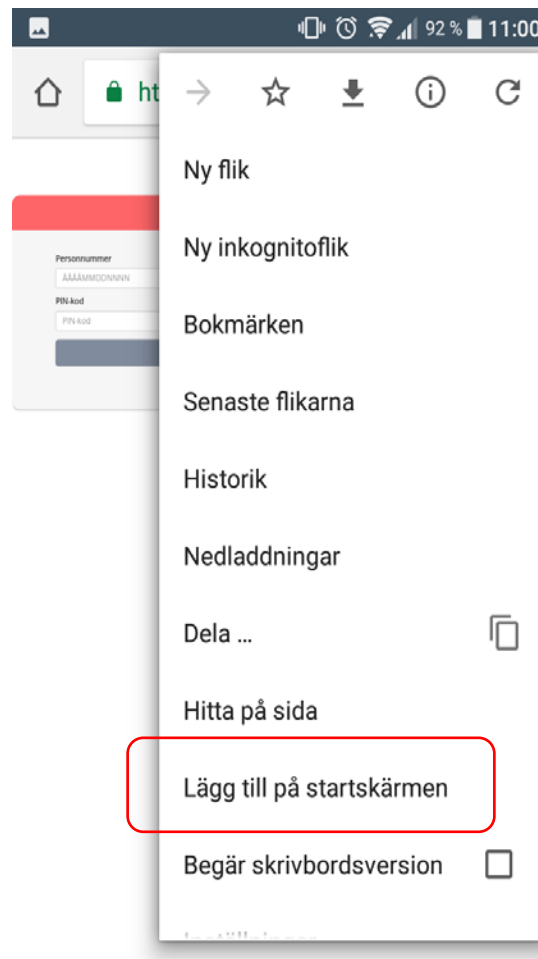 92 % 11:00
ht
Ny flik
Ny inkognitoflik
Bokmärken
Senaste flikarna
Historik
Nedladdningar
Dela ...
Hitta på sida
Lägg till på startskärmen
Begär skrivbordsversion
Inställningar
Personnummer
ÅÅÅÅMMDDNNNN
PIN-kod
PIN-kod